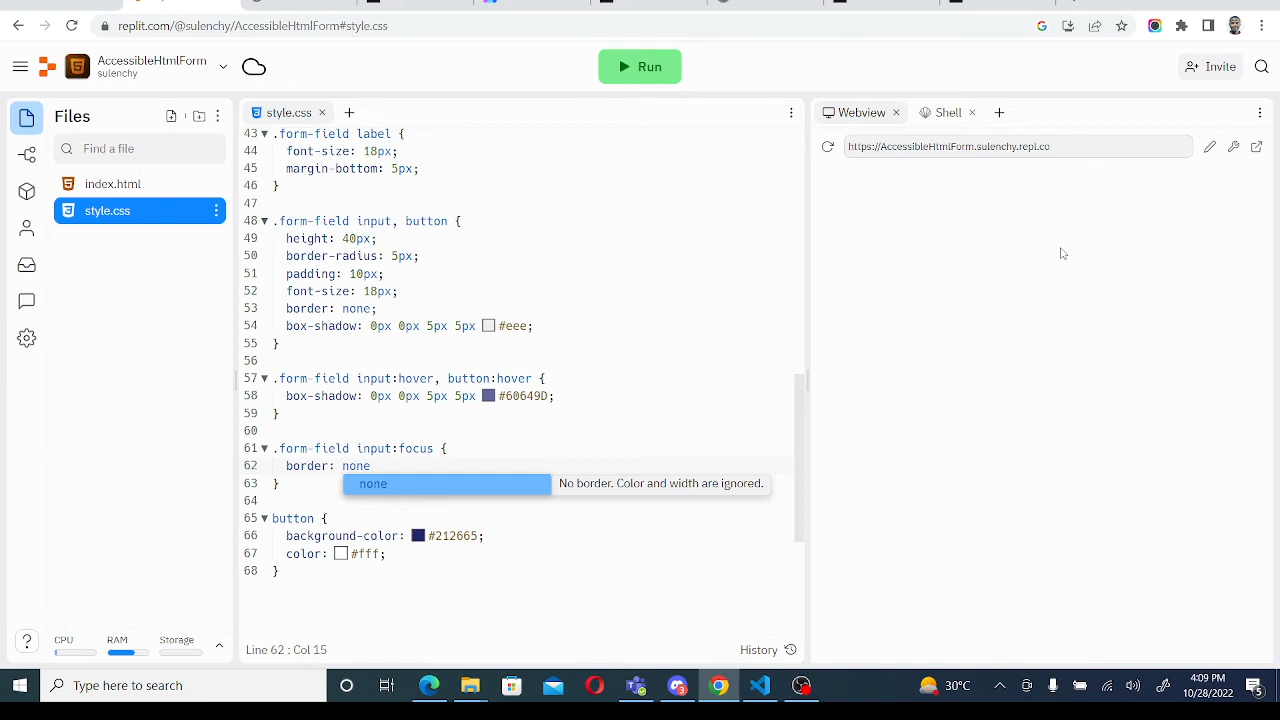 replit.com/@sulenchy/AccessibleHtmlForm#style.css
AccessibleHtmlForm
sulenchy
Run
Invite
Files
style.css
Webview
Shell
Find a file
https://AccessibleHtmlForm.sulenchy.repl.co
index.html
style.css
43 .form-field label {
44 font-size: 18px;
45 margin-bottom: 5px;
46 }
47
48 .form-field input, button {
49 height: 40px;
50 border-radius: 5px;
51 padding: 10px;
52 font-size: 18px;
53 border: none;
54 box-shadow: 0px 0px 5px 5px #eee;
55 }
56
57 .form-field input:hover, button:hover {
58 box-shadow: 0px 0px 5px 5px #60649D;
59 }
60
61 .form-field input:focus {
62 border: none
none No border. Color and width are ignored.
63 }
64
65 button {
66 background-color: #212665;
67 color: #fff;
68 }
?
CPU RAM Storage
Line 62 : Col 15
History
Type here to search
3
30°C
4:09 PM
10/28/2022
5